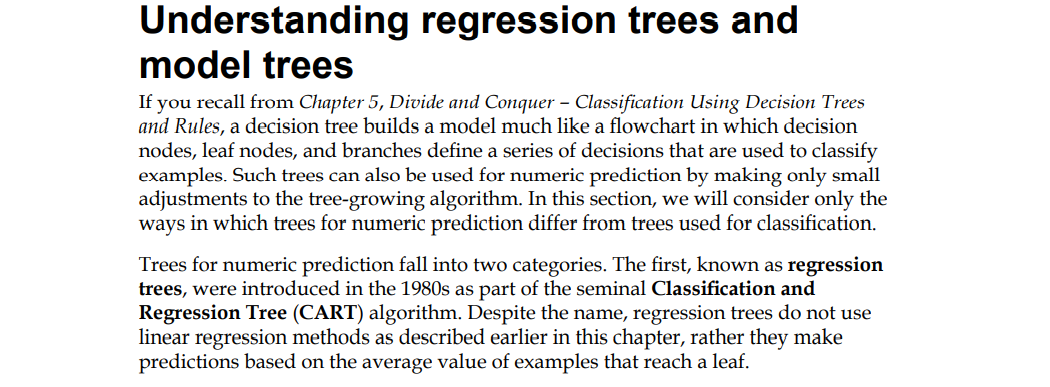 Understanding regression trees and
model trees
If you recall from Chapter 5, Divide and Conquer – Classification Using Decision Trees
and Rules, a decision tree builds a model much like a flowchart in which decision
nodes, leaf nodes, and branches define a series of decisions that are used to classify
examples. Such trees can also be used for numeric prediction by making only small
adjustments to the tree-growing algorithm. In this section, we will consider only the
ways in which trees for numeric prediction differ from trees used for classification.
Trees for numeric prediction fall into two categories. The first, known as regression
trees, were introduced in the 1980s as part of the seminal Classification and
Regression Tree (CART) algorithm. Despite the name, regression trees do not use
linear regression methods as described earlier in this chapter, rather they make
predictions based on the average value of examples that reach a leaf.